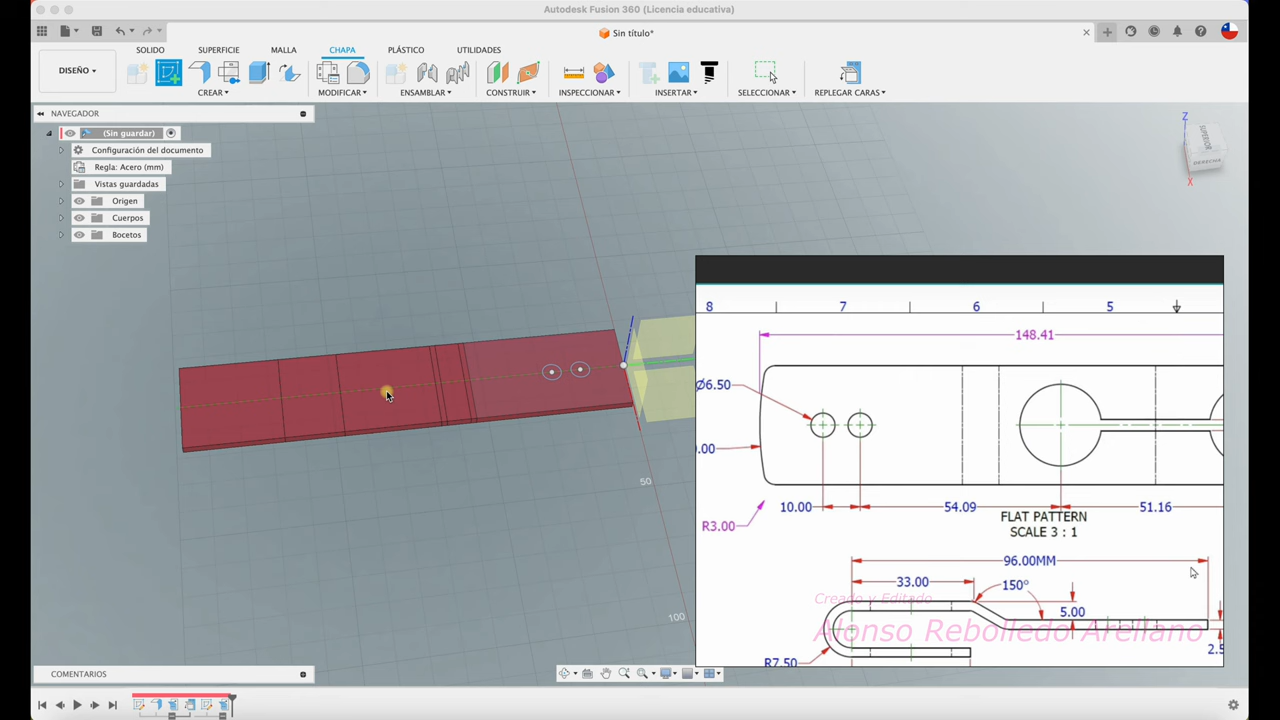 Autodesk Fusion 360 (Licencia educativa)
Sin título*
SÓLIDO SUPERFICIE MALLA CHAPA PLÁSTICO UTILIDADES
DISEÑO
CREAR MODIFICAR ENSAMBLAR CONSTRUIR INSPECCIONAR INSERTAR SELECCIONAR REPLEGAR CARAS
NAVEGADOR
(Sin guardar)
Configuración del documento
Regla: Acero (mm)
Vistas guardadas
Origen
Cuerpos
Bocetos
Z
SUPERIOR
DERECHA
X
50
100
8 7 6 5
148.41
Ø6.50
.00
10.00 54.09 51.16
R3.00
FLAT PATTERN
SCALE 3 : 1
96.00MM
33.00 150°
5.00
Creado y Editado
Alonso Rebolledo Arellano
2.5
R7.50
COMENTARIOS